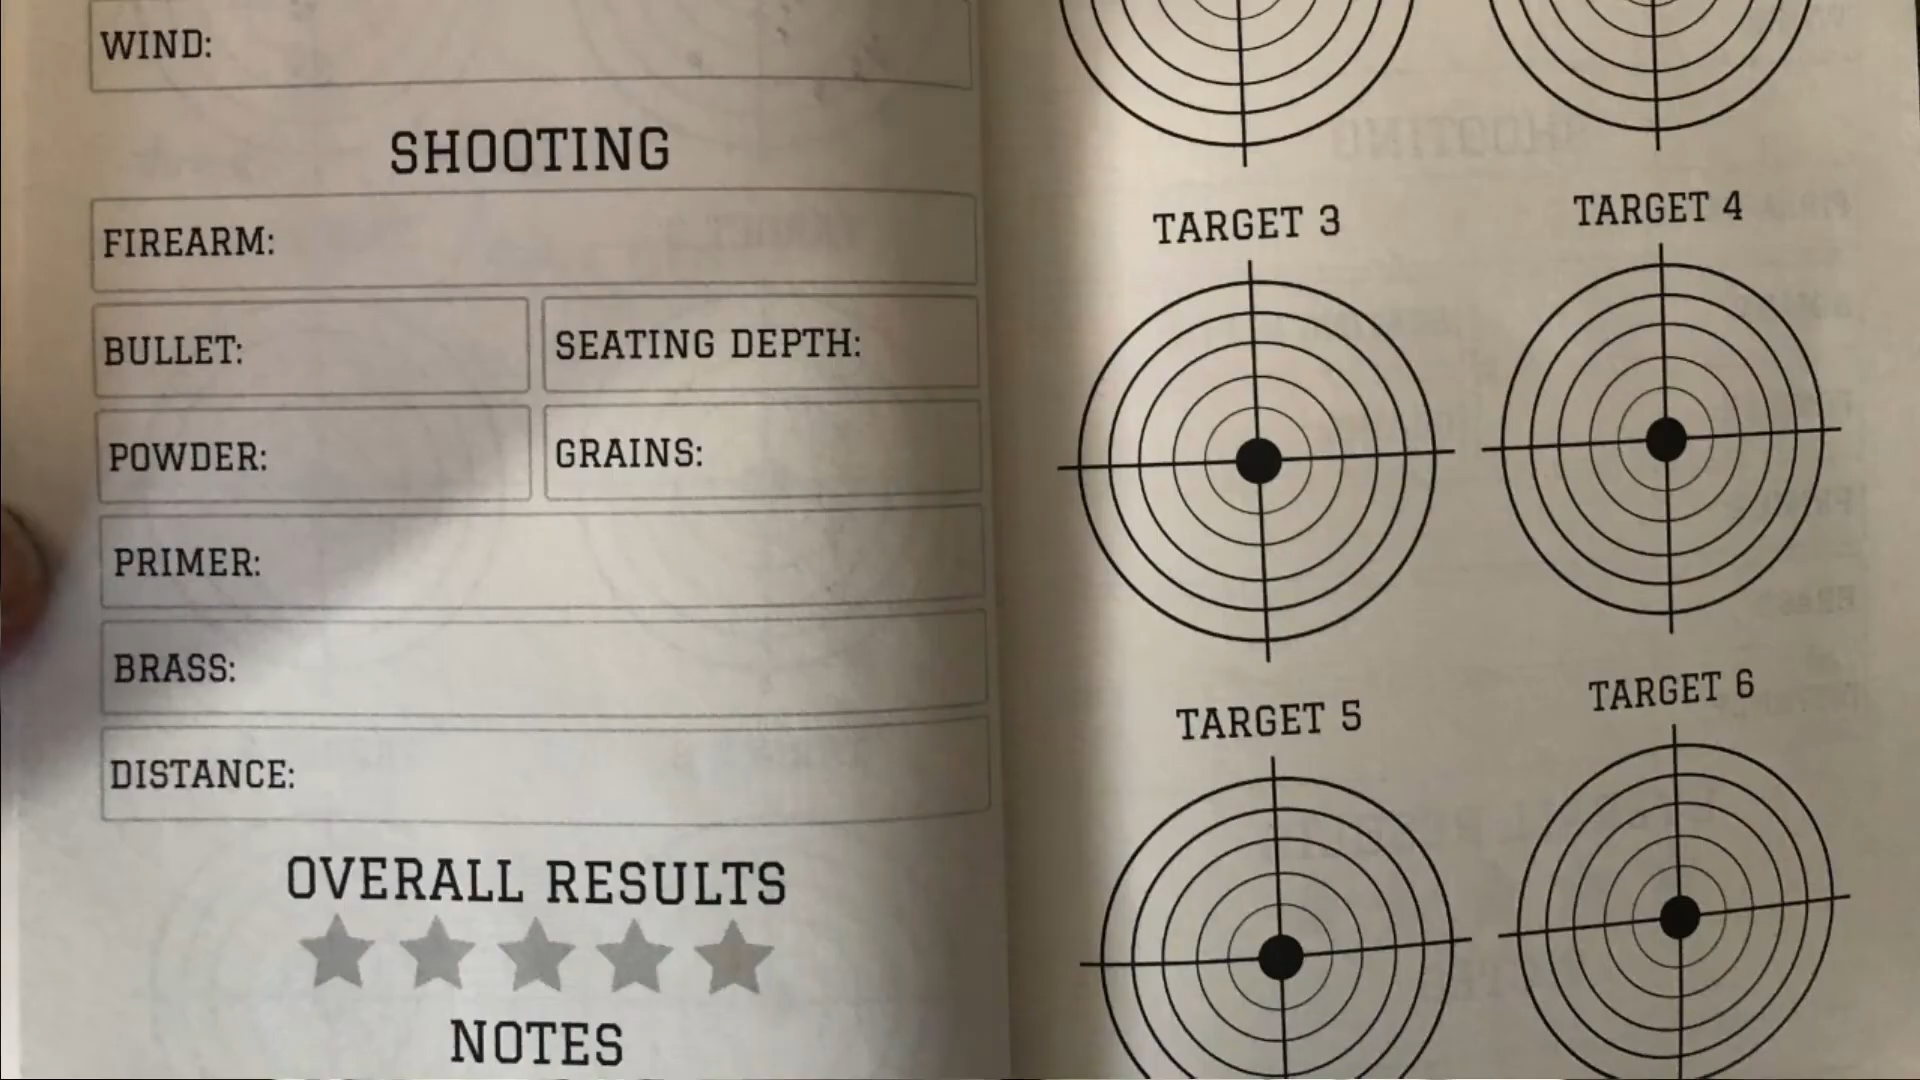 WIND:
SHOOTING
FIREARM:
BULLET:
SEATING DEPTH:
POWDER:
GRAINS:
PRIMER:
BRASS:
DISTANCE:
OVERALL RESULTS
NOTES
TARGET 3
TARGET 4
TARGET 5
TARGET 6